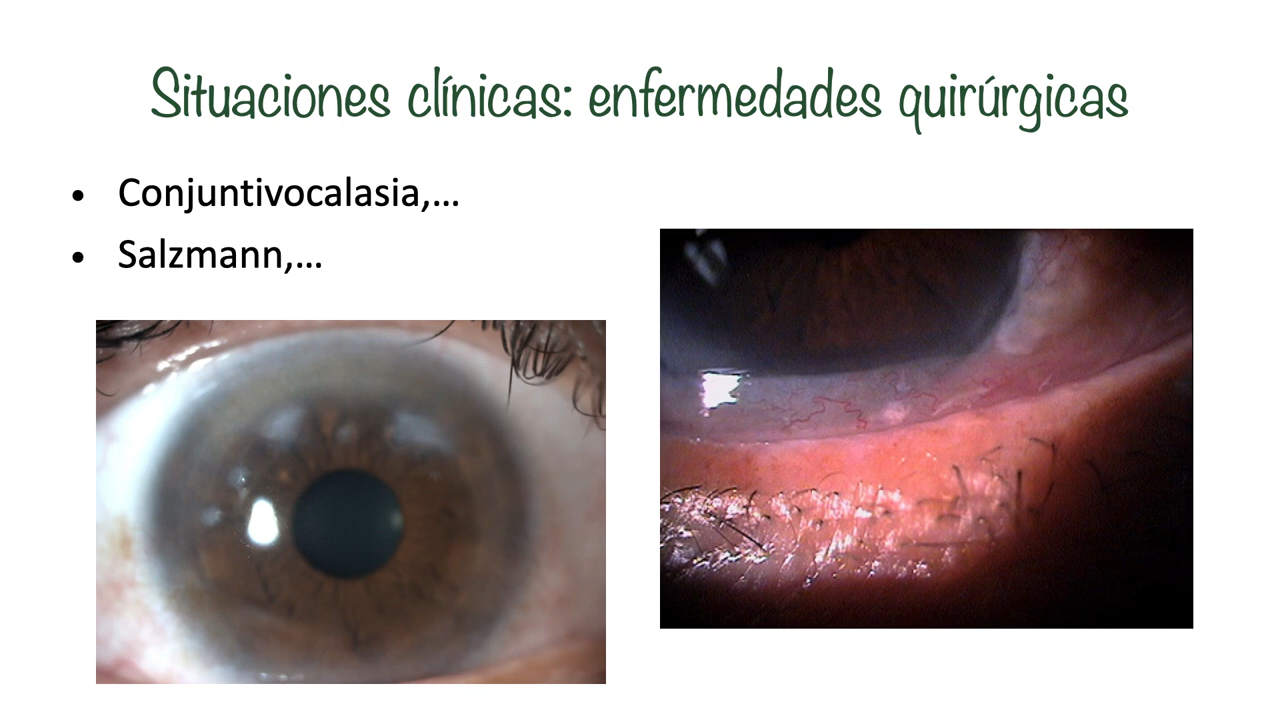 Situaciones clínicas: enfermedades quirúrgicas
• Conjuntivocalasia,...
• Salzmann,...